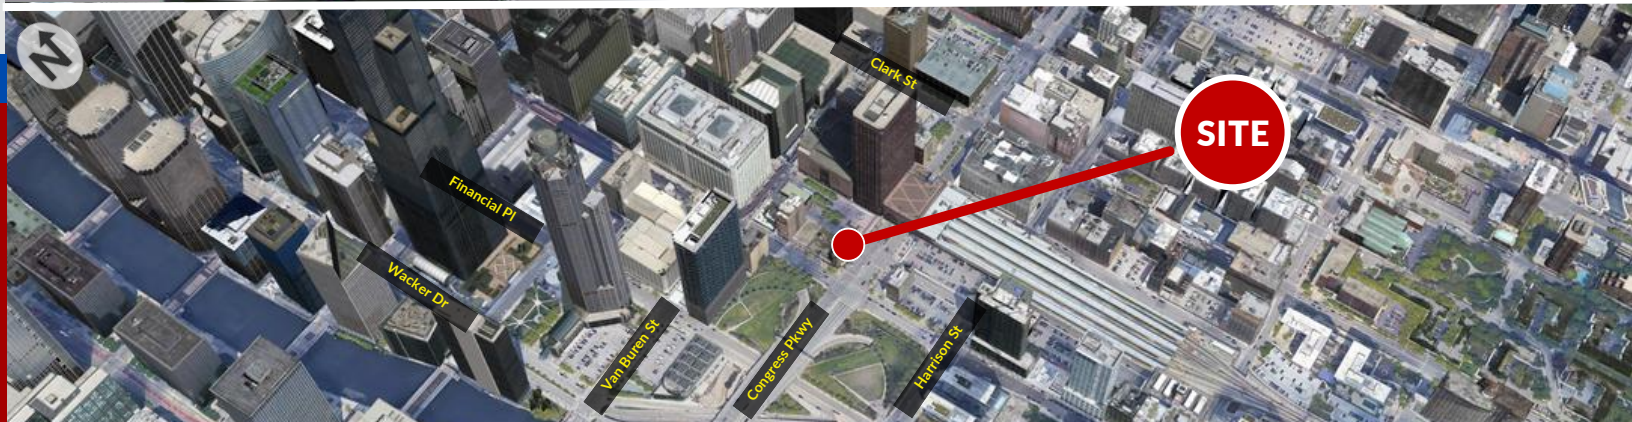 N
Clark St
SITE
Financial Pl
Wacker Dr
Van Buren St
Congress Pkwy
Harrison St